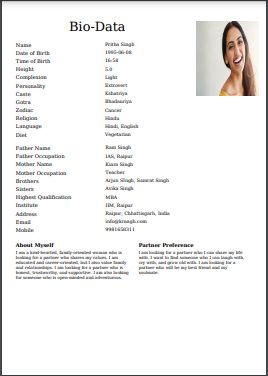 Bio-Data
Name Pritha Singh
Date of Birth 1995-06-08
Time of Birth 16:58
Height 5.0
Complexion Light
Personality Extrovert
Caste Kshatriya
Gotra Bhadauriya
Zodiac Cancer
Religion Hindu
Language Hindi, English
Diet Vegetarian
Father Name Ram Singh
Father Occupation IAS, Raipur
Mother Name Kiara Singh
Mother Occupation Teacher
Brothers Arjun Singh, Samrat Singh
Sisters Avika Singh
Highest Qualification MBA
Institute IIM, Raipur
Address Raipur, Chhattisgarh, India
Email
Mobile 9981658311
About Myself
I am a kind-hearted, family-oriented woman who is
looking for a partner who shares my values. I am
educated and career-oriented, but I also value family
and relationships. I am looking for a partner who is
honest, trustworthy, and supportive. I am also looking
for someone who is open-minded and adventurous.
Partner Preference
I am looking for a partner who I can share my life
with. I want to find someone who I can laugh with,
cry with, and grow old with. I am looking for a
partner who will be my best friend and my
soulmate.